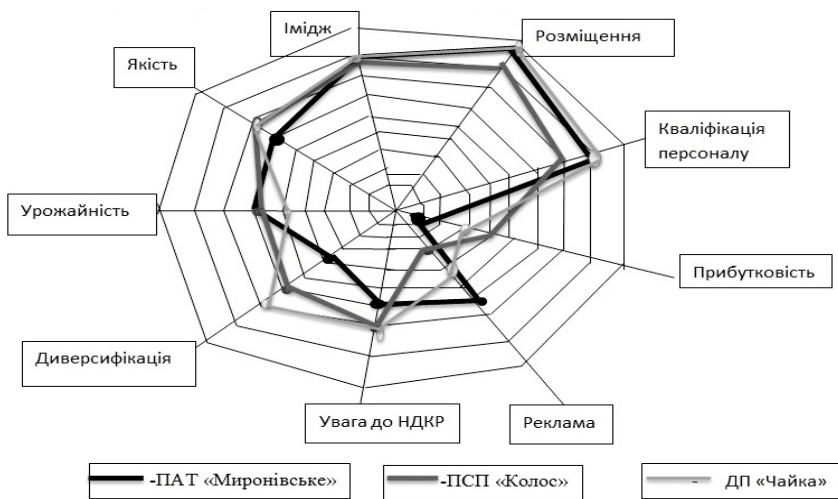 Імідж
Розміщення
Якість
Кваліфікація
персоналу
Урожайність
Прибутковість
Диверсифікація
Увага до НДКР
Реклама
-ПАТ «Миронівське»
-ПСП «Колос»
- ДП «Чайка»